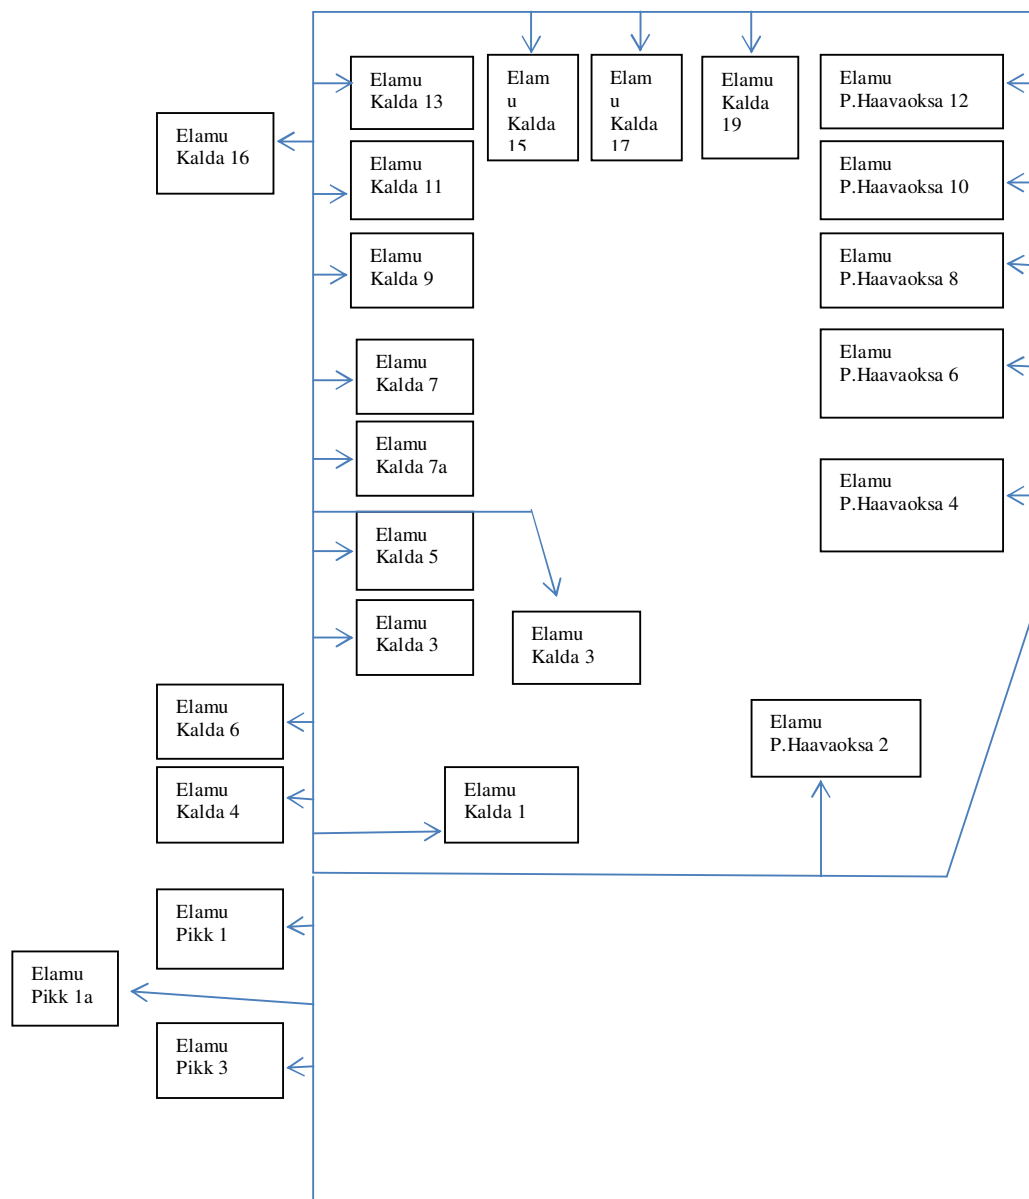 Elamu
Kalda 13
Elam
u
Kalda
15
Elam
u
Kalda
17
Elamu
Kalda
19
Elamu
P.Haavaoksa 12
Elamu
Kalda 16
Elamu
Kalda 11
Elamu
P.Haavaoksa 10
Elamu
Kalda 9
Elamu
P.Haavaoksa 8
Elamu
Kalda 7
Elamu
P.Haavaoksa 6
Elamu
Kalda 7a
Elamu
P.Haavaoksa 4
Elamu
Kalda 5
Elamu
Kalda 3
Elamu
Kalda 3
Elamu
Kalda 6
Elamu
P.Haavaoksa 2
Elamu
Kalda 4
Elamu
Kalda 1
Elamu
Pikk 1
Elamu
Pikk 1a
Elamu
Pikk 3